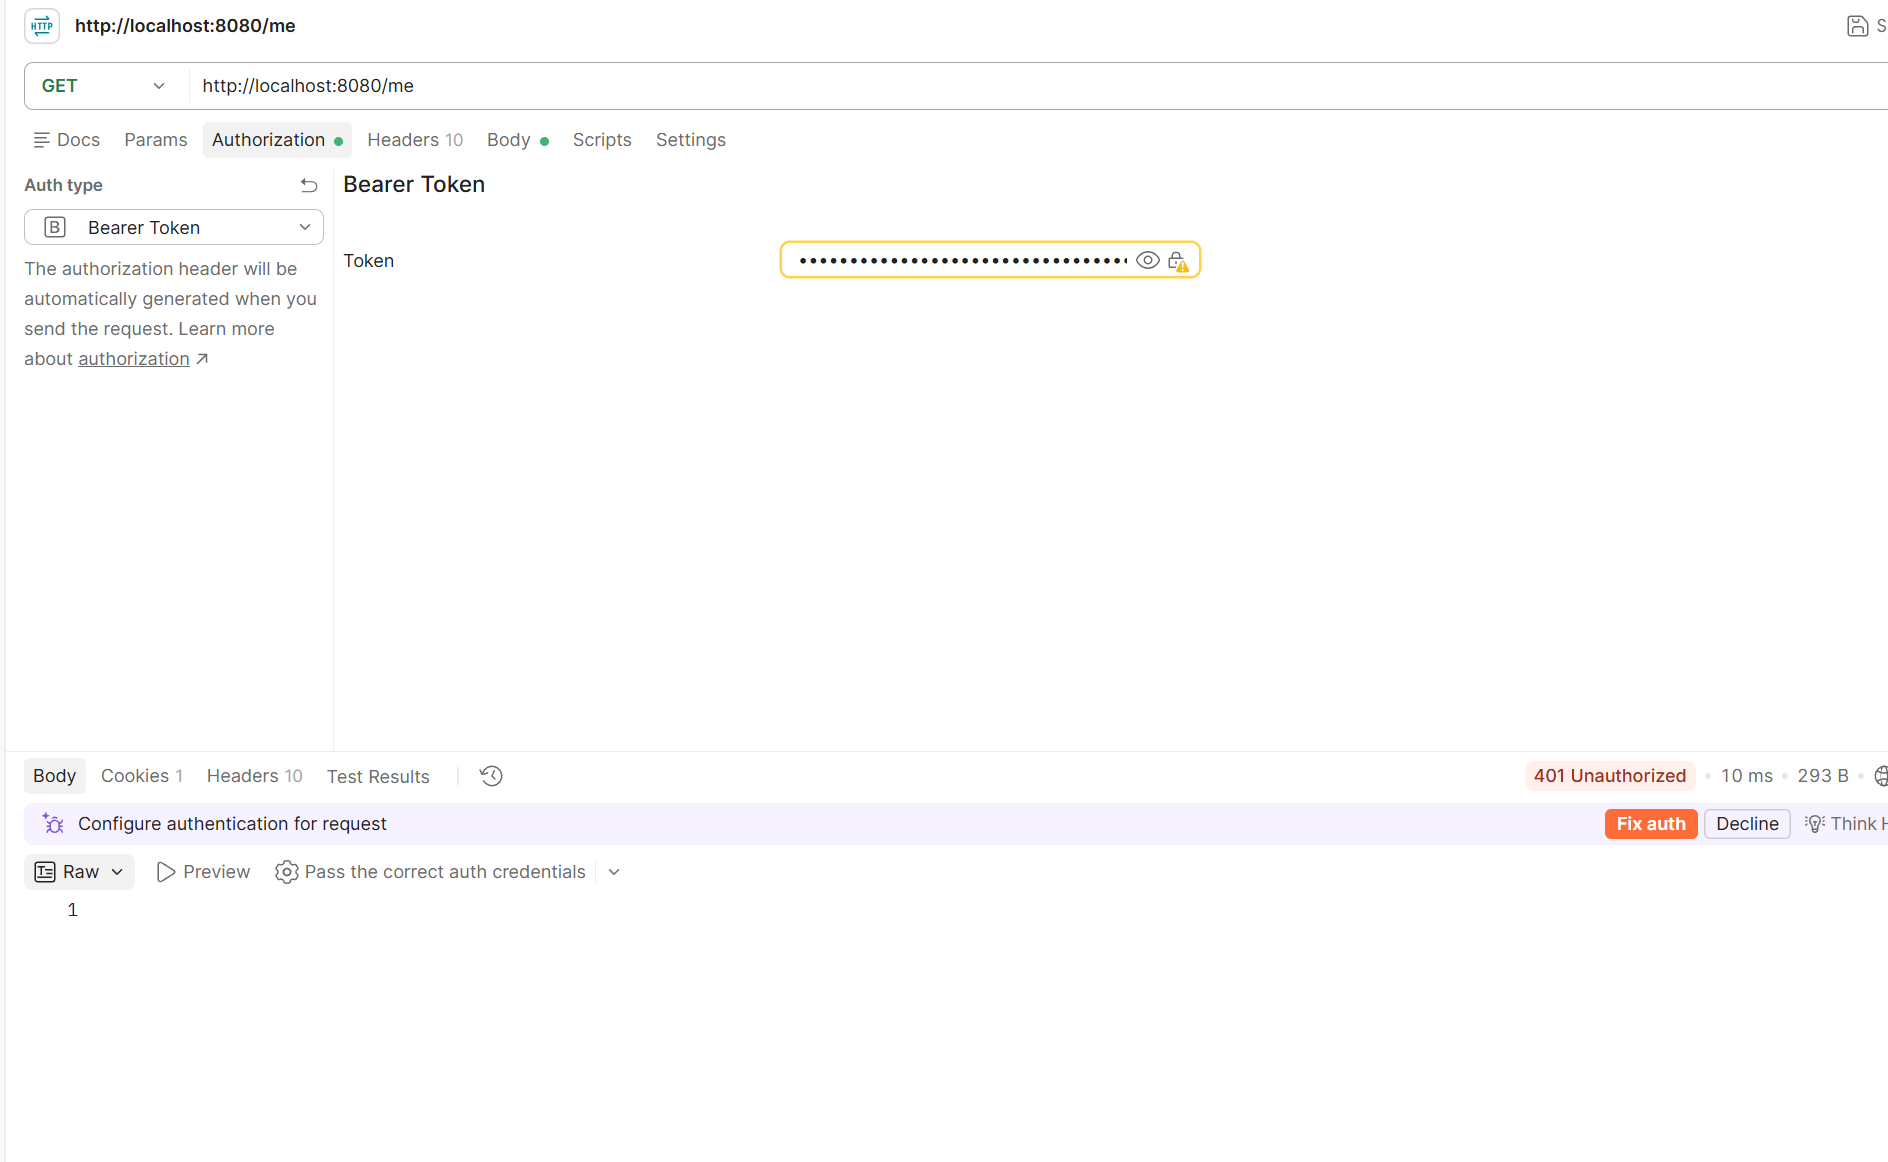 HTTP http://localhost:8080/me S
GET http://localhost:8080/me
Docs Params Authorization Headers 10 Body Scripts Settings
Auth type
Bearer Token
B Bearer Token
The authorization header will be
automatically generated when you
send the request. Learn more
about authorization
Token
Body Cookies 1 Headers 10 Test Results 401 Unauthorized 10 ms 293 B
Configure authentication for request Fix auth Decline Think H
Raw Preview Pass the correct auth credentials
1